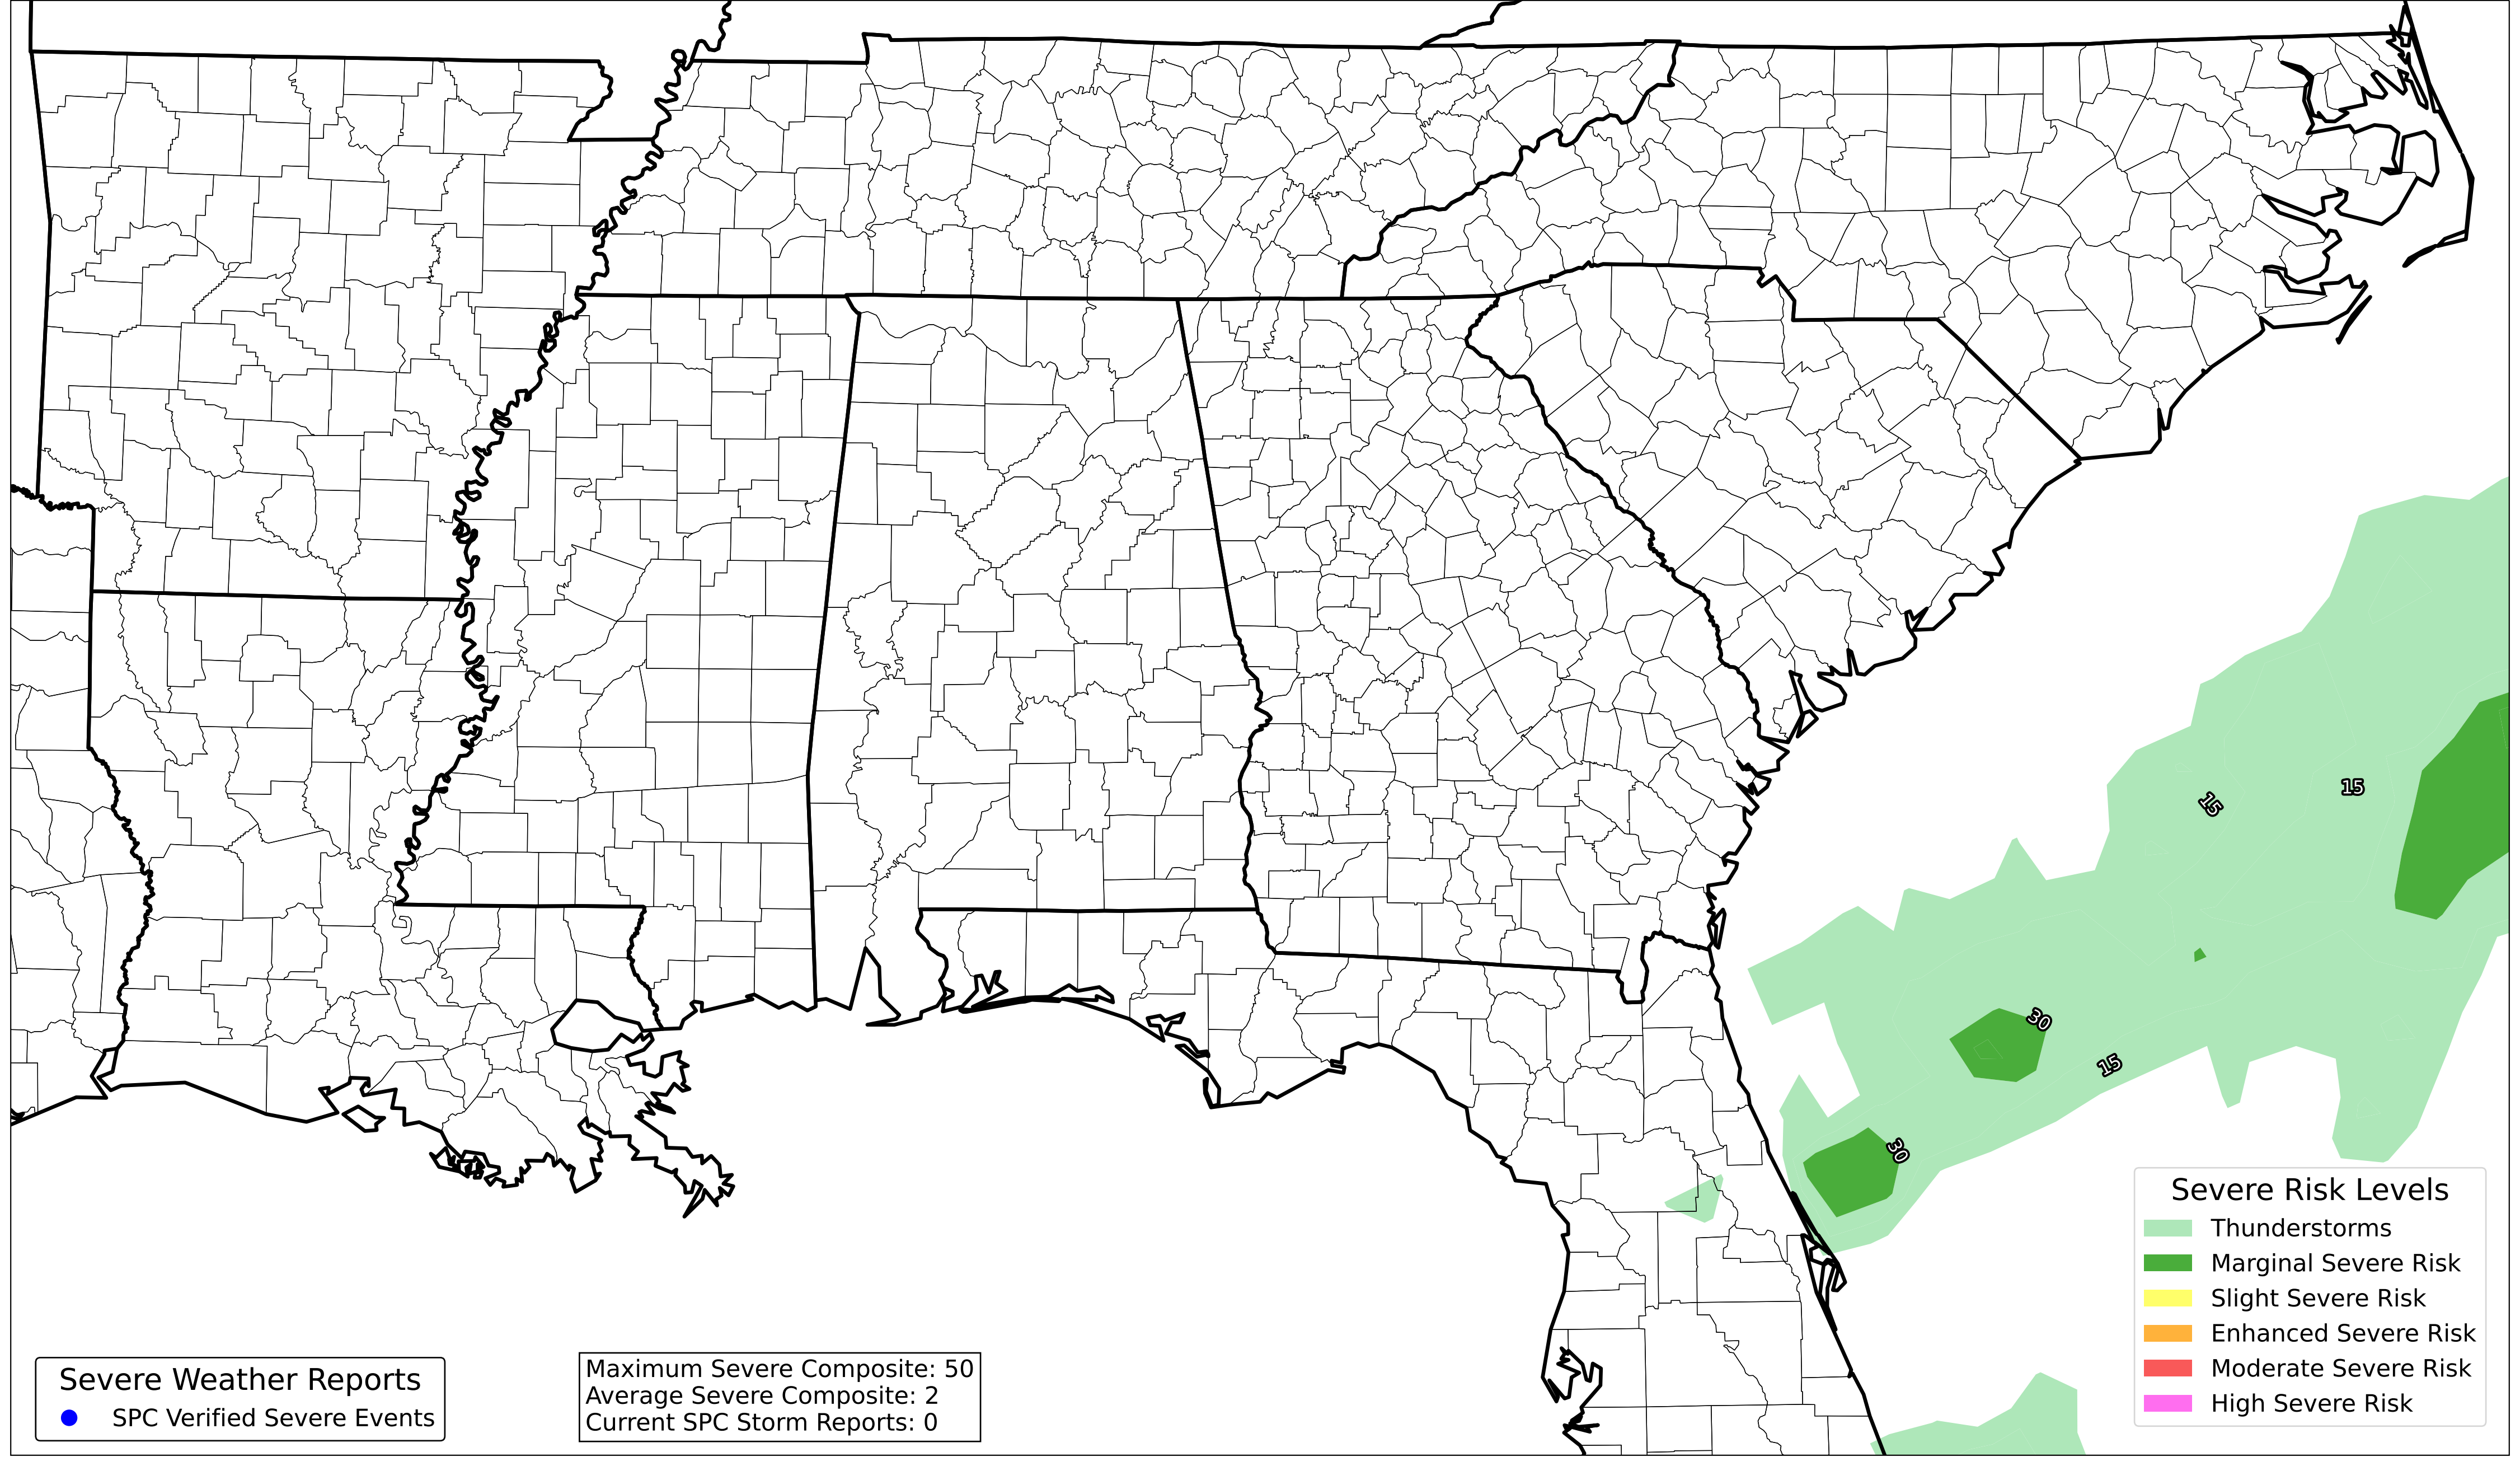 15
15
30
15
30
Severe Risk Levels
Thunderstorms
Marginal Severe Risk
Slight Severe Risk
Enhanced Severe Risk
Moderate Severe Risk
High Severe Risk
Severe Weather Reports
SPC Verified Severe Events
Maximum Severe Composite: 50
Average Severe Composite: 2
Current SPC Storm Reports: 0